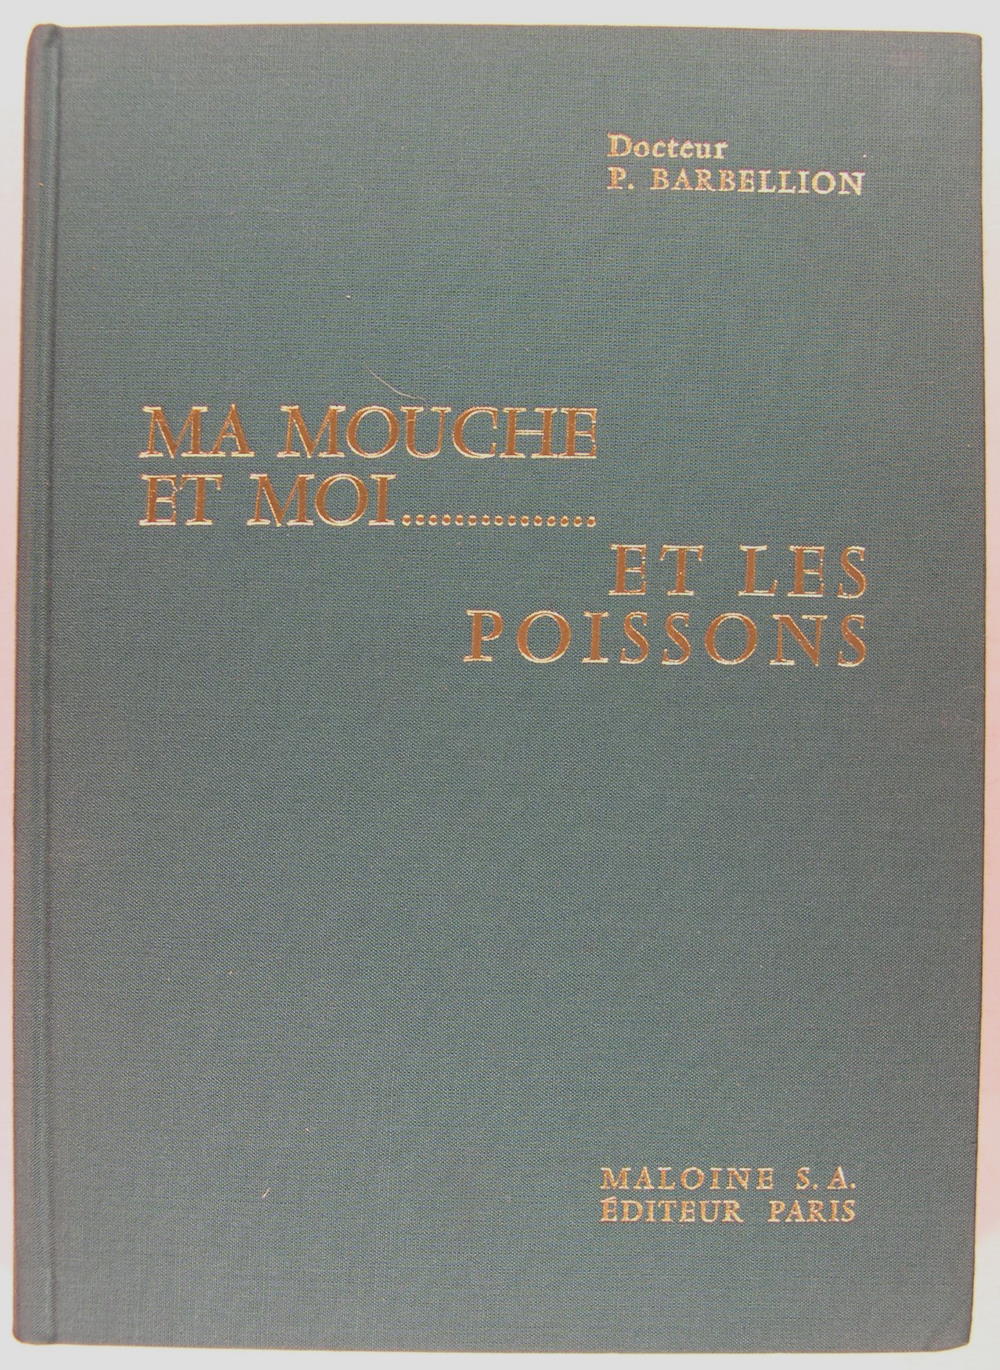 Docteur
P. BARBELLION
MA MOUCHE
ET MOI...............
ET LES
POISSONS
MALOINE S.A.
ÉDITEUR PARIS